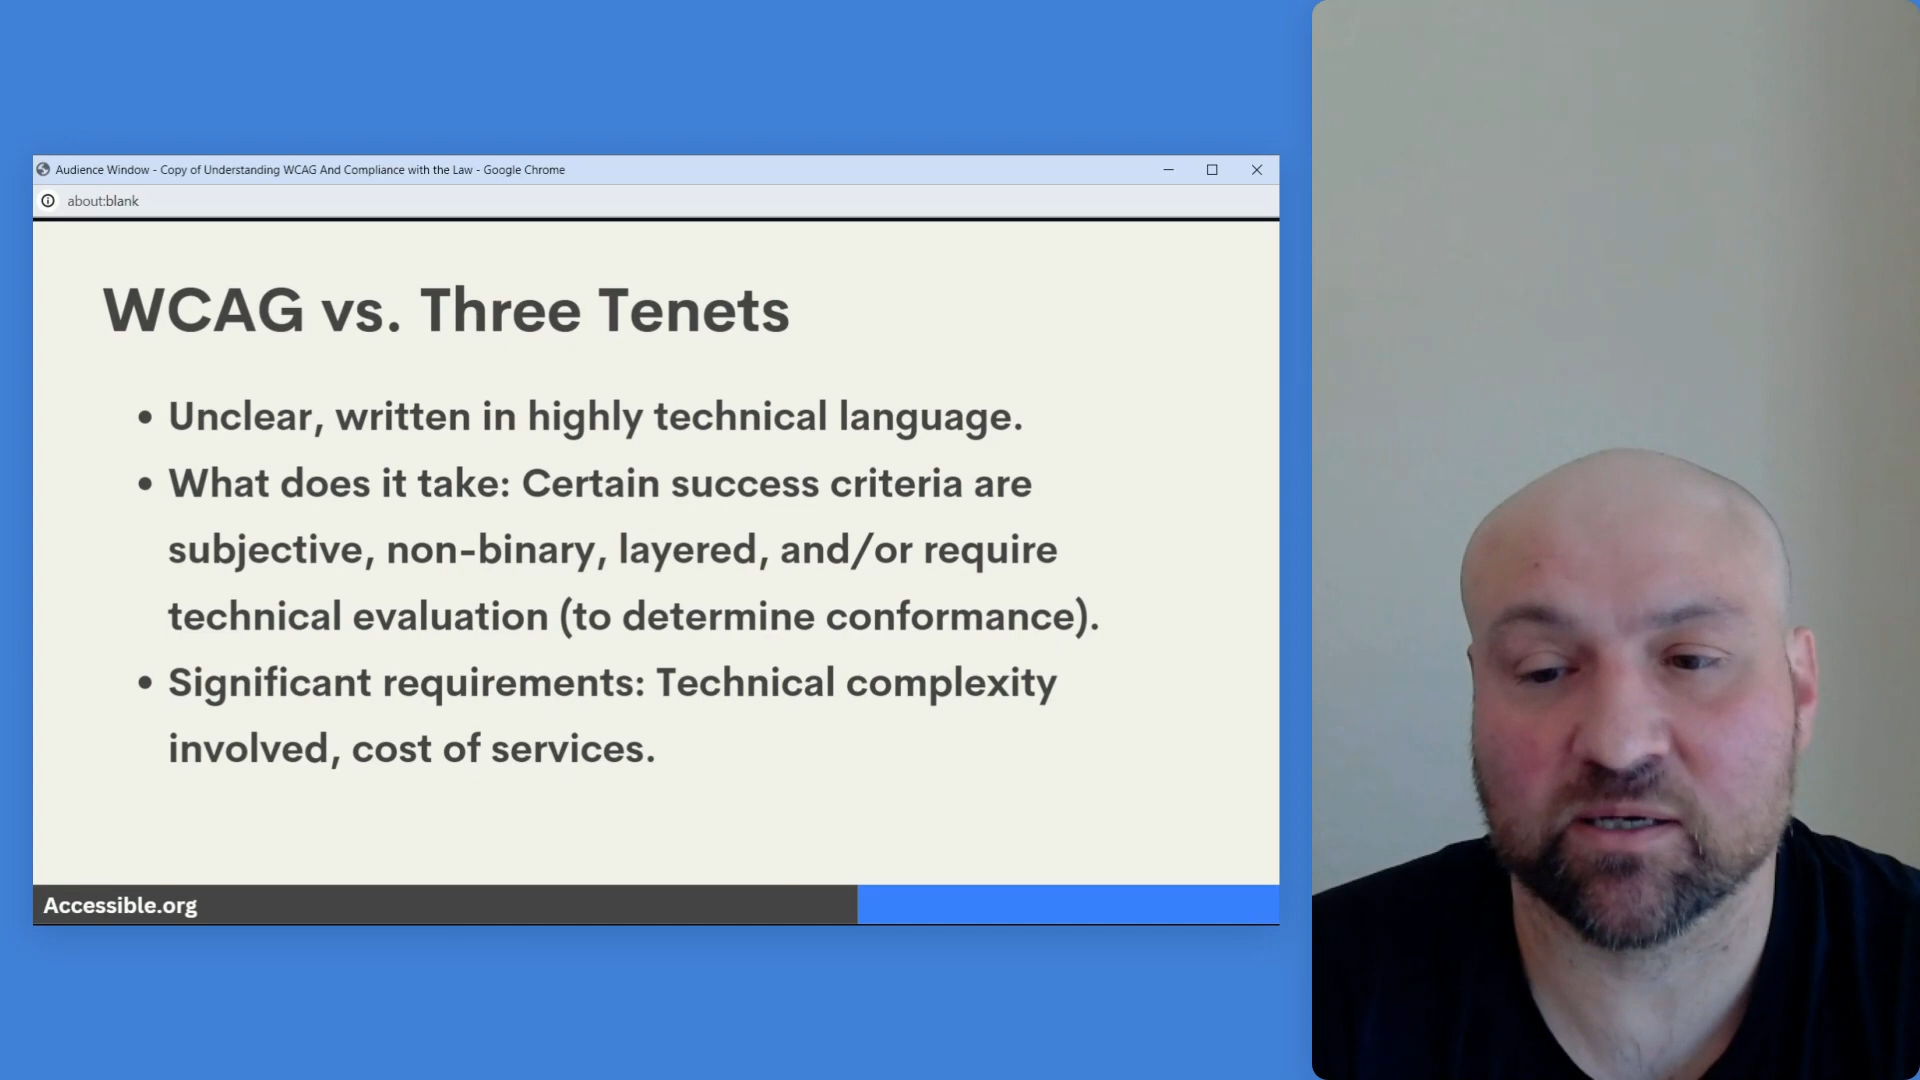 Audience Window - Copy of Understanding WCAG And Compliance with the Law - Google Chrome
about:blank
WCAG vs. Three Tenets
• Unclear, written in highly technical language.
• What does it take: Certain success criteria are
subjective, non-binary, layered, and/or require
technical evaluation (to determine conformance).
• Significant requirements: Technical complexity
involved, cost of services.
Accessible.org